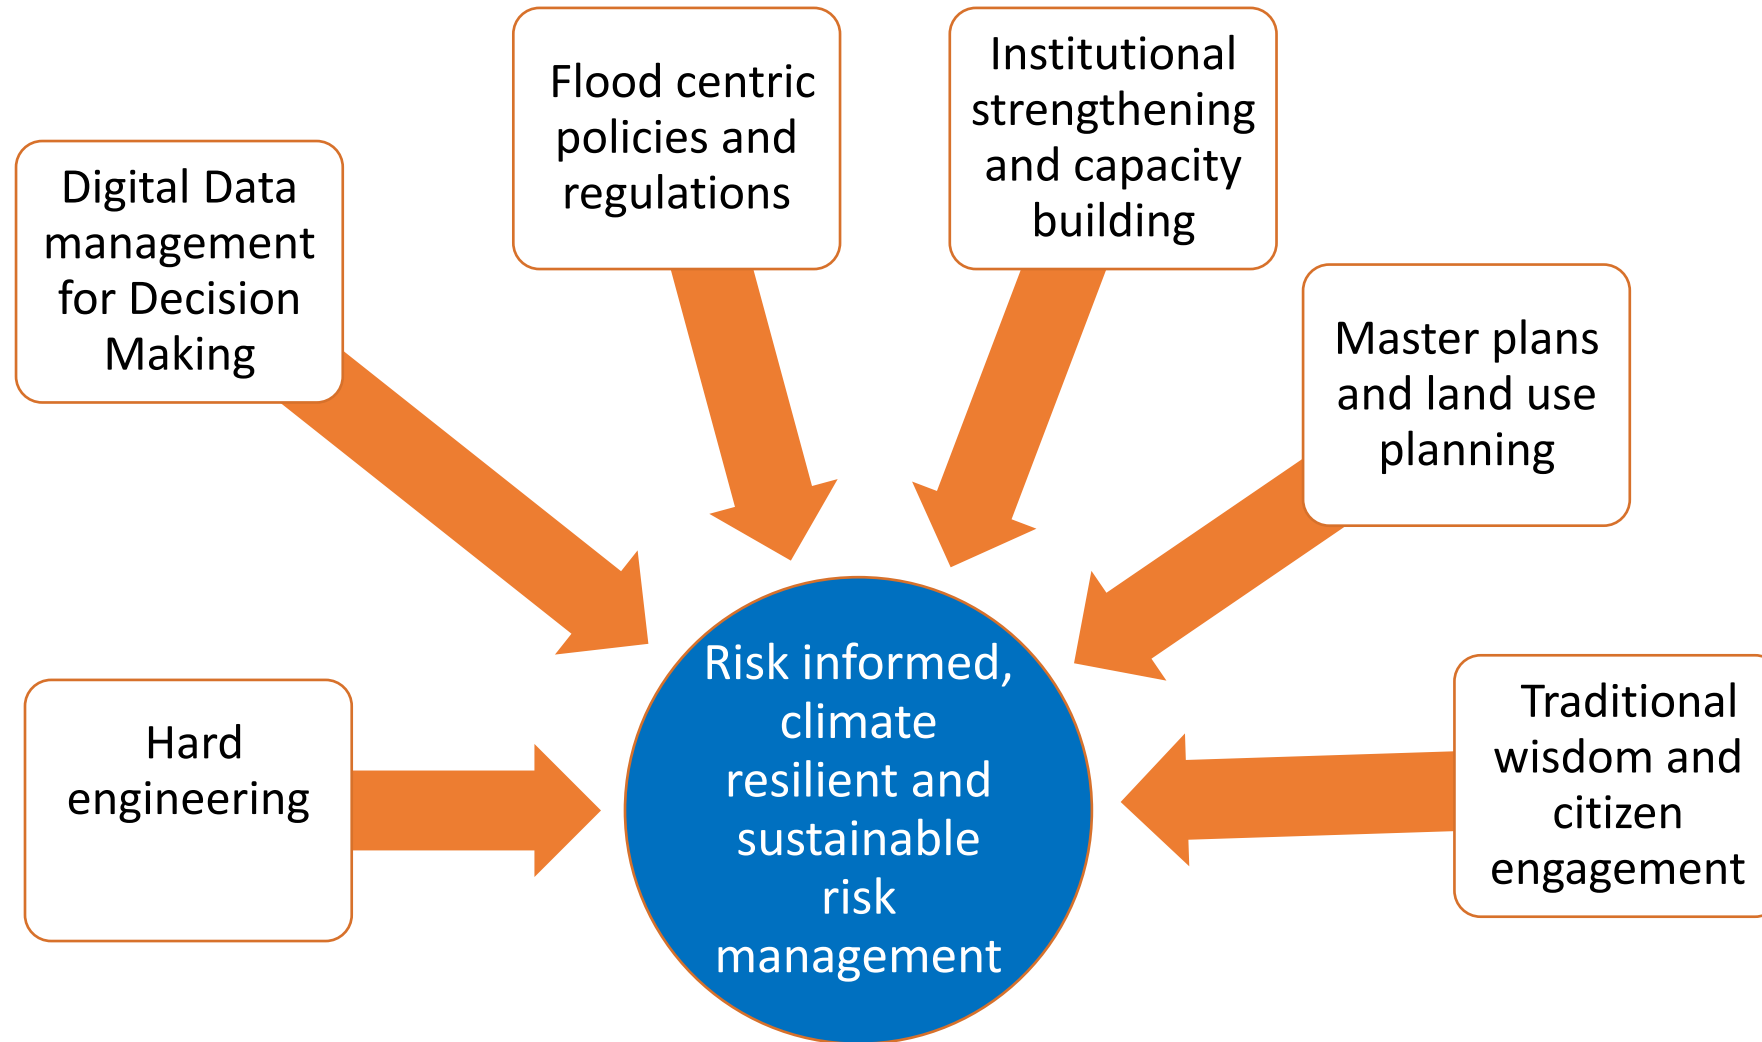 Digital Data
management
for Decision
Making
Flood centric
policies and
regulations
Institutional
strengthening
and capacity
building
Master plans
and land use
planning
Hard
engineering
Risk informed,
climate
resilient and
sustainable
risk
management
Traditional
wisdom and
citizen
engagement